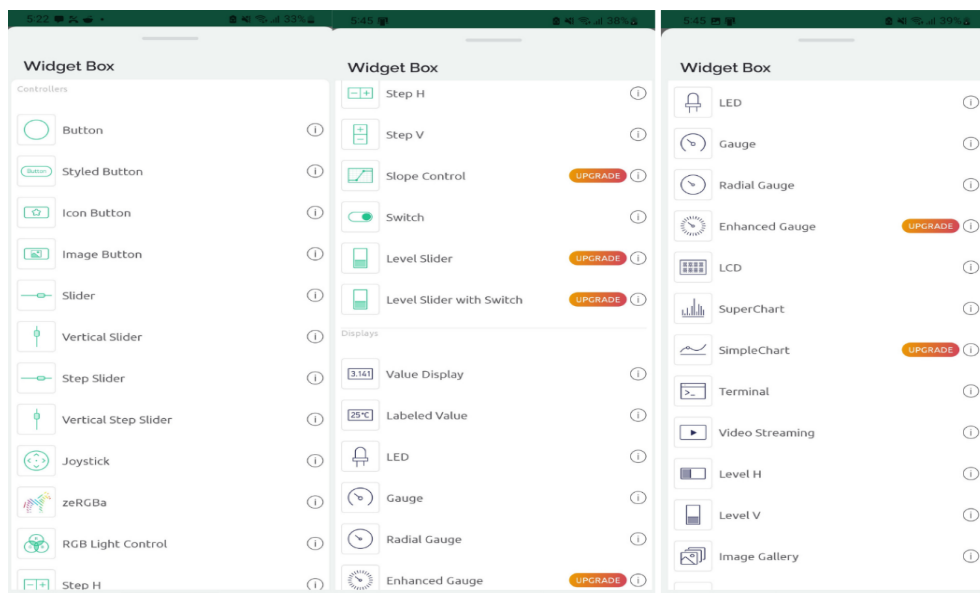 5:22
33%
Widget Box
Controllers
Button
Button
Styled Button
Icon Button
Image Button
Slider
Vertical Slider
Step Slider
Vertical Step Slider
Joystick
zeRGBa
RGB Light Control
Step H
5:45
38%
Widget Box
Step H
Step V
Slope Control UPGRADE
Switch
Level Slider UPGRADE
Level Slider with Switch UPGRADE
Displays
3.141 Value Display
25°C Labeled Value
LED
Gauge
Radial Gauge
Enhanced Gauge UPGRADE
5:45
39%
Widget Box
LED
Gauge
Radial Gauge
Enhanced Gauge UPGRADE
LCD
SuperChart
SimpleChart UPGRADE
Terminal
Video Streaming
Level H
Level V
Image Gallery